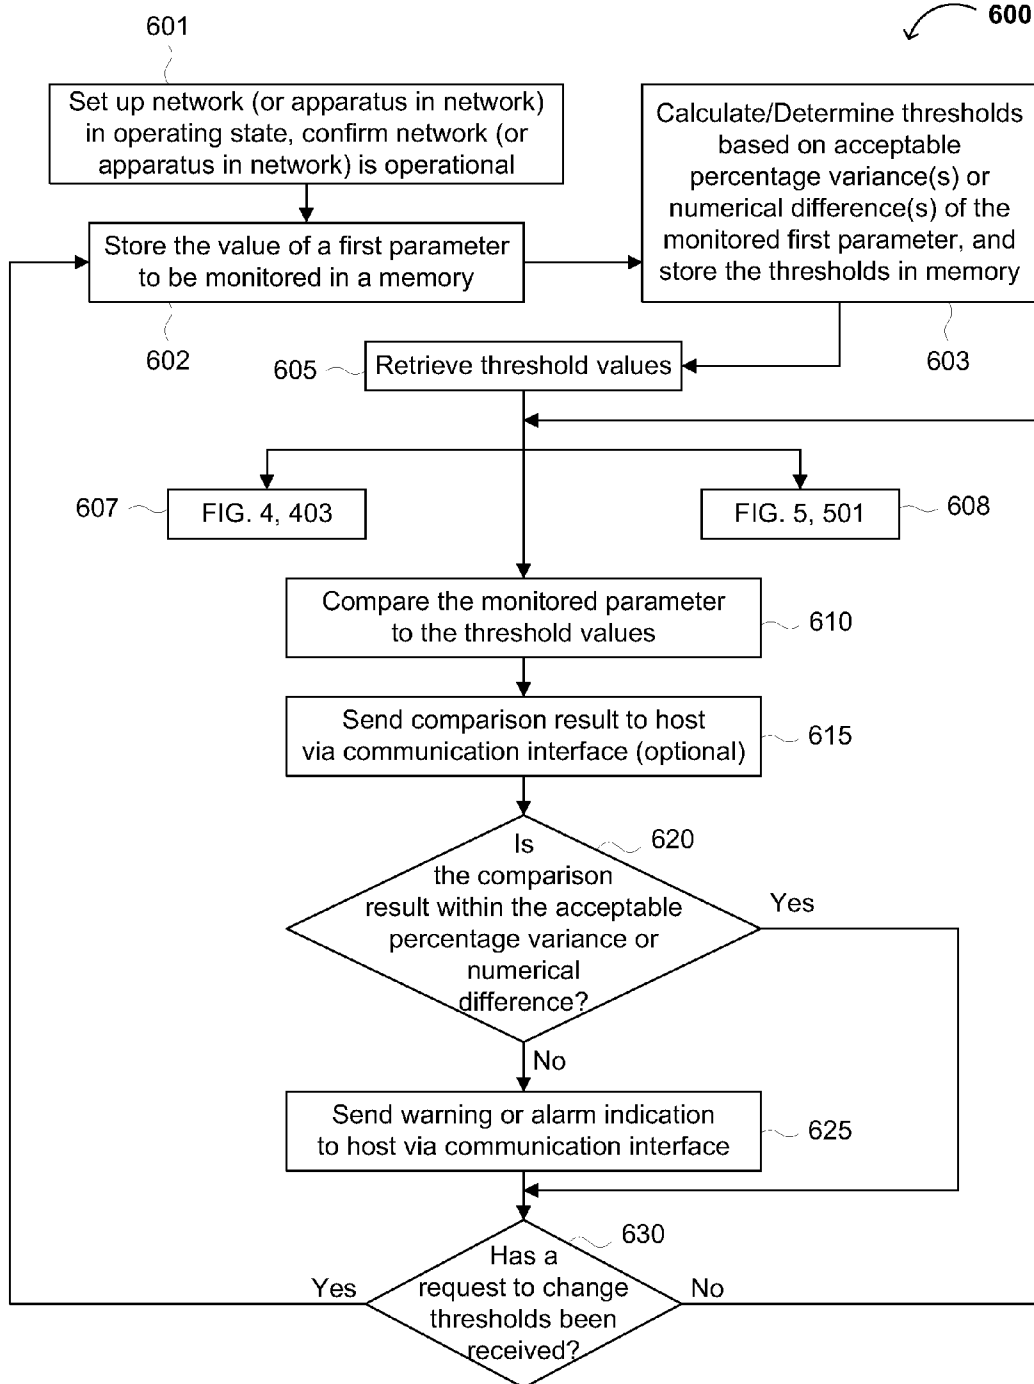 600
601
Set up network (or apparatus in network)
in operating state, confirm network (or
apparatus in network) is operational
Calculate/Determine thresholds
based on acceptable
percentage variance(s) or
numerical difference(s) of the
monitored first parameter, and
store the thresholds in memory
Store the value of a first parameter
to be monitored in a memory
602
603
605
Retrieve threshold values
607
FIG. 4, 403
FIG. 5, 501
608
Compare the monitored parameter
to the threshold values
610
Send comparison result to host
via communication interface (optional)
615
620
Is
the comparison
result within the acceptable
percentage variance or
numerical
difference?
Yes
No
Send warning or alarm indication
to host via communication interface
625
630
Has a
request to change
thresholds been
received?
Yes
No